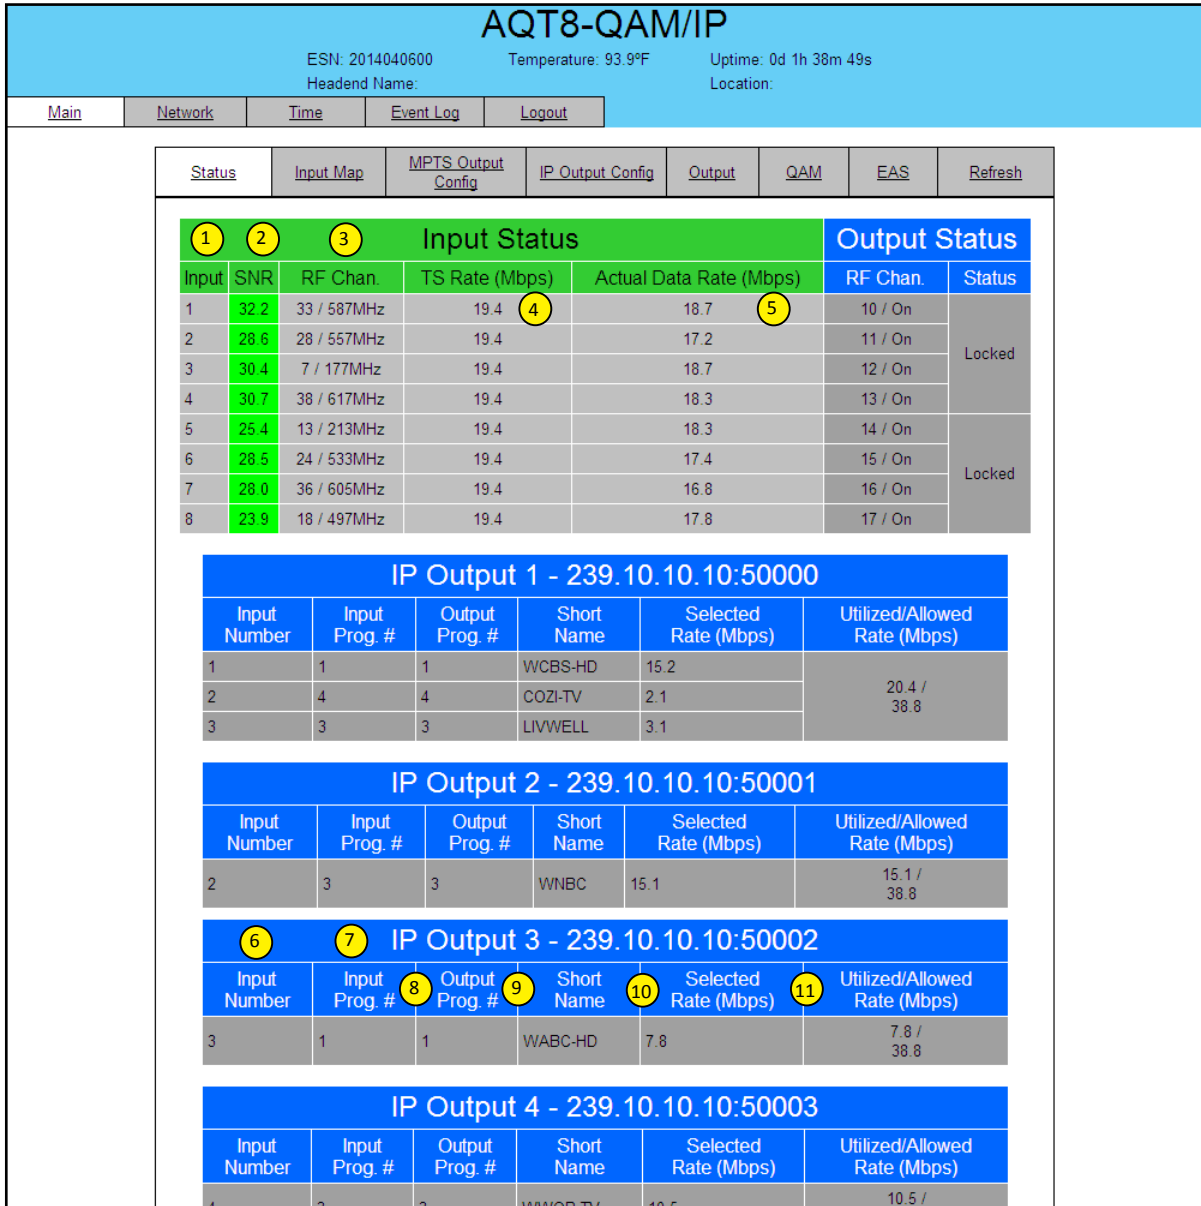 AQT8-QAM/IP
ESN: 2014040600 Temperature: 93.9ºF Uptime: 0d 1h 38m 49s
Headend Name: Location:
Main Network Time Event Log Logout
Status Input Map MPTS Output Config IP Output Config Output QAM EAS Refresh
1 2 3 Input Status Output Status
Input SNR RF Chan. TS Rate (Mbps) Actual Data Rate (Mbps) RF Chan. Status
1 32.2 33 / 587MHz 19.4 4 18.7 5 10 / On
2 28.6 28 / 557MHz 19.4 17.2 11 / On
Locked
3 30.4 7 / 177MHz 19.4 18.7 12 / On
4 30.7 38 / 617MHz 19.4 18.3 13 / On
5 25.4 13 / 213MHz 19.4 18.3 14 / On
6 28.5 24 / 533MHz 19.4 17.4 15 / On
Locked
7 28.0 36 / 605MHz 19.4 16.8 16 / On
8 23.9 18 / 497MHz 19.4 17.8 17 / On
IP Output 1 - 239.10.10.10:50000
Input Number Input Prog. # Output Prog. # Short Name Selected Rate (Mbps) Utilized/Allowed Rate (Mbps)
1 1 1 WCBS-HD 15.2
2 4 4 COZI-TV 2.1 20.4 / 38.8
3 3 3 LIVWELL 3.1
IP Output 2 - 239.10.10.10:50001
Input Number Input Prog. # Output Prog. # Short Name Selected Rate (Mbps) Utilized/Allowed Rate (Mbps)
2 3 3 WNBC 15.1 15.1 / 38.8
6 7 IP Output 3 - 239.10.10.10:50002
Input Number Input Prog. # 8 Output Prog. # 9 Short Name 10 Selected Rate (Mbps) 11 Utilized/Allowed Rate (Mbps)
3 1 1 WABC-HD 7.8 7.8 / 38.8
IP Output 4 - 239.10.10.10:50003
Input Number Input Prog. # Output Prog. # Short Name Selected Rate (Mbps) Utilized/Allowed Rate (Mbps)
10.5 /